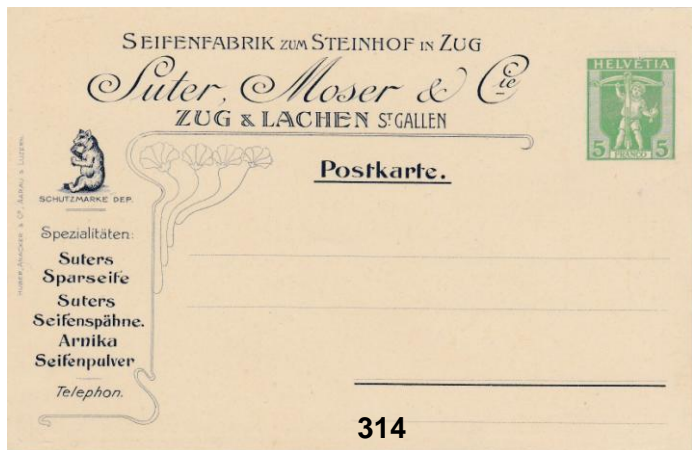 SEIFENFABRIK ZUM STEINHOF IN ZUG
Suter, Moser & Cie
ZUG & LACHEN ST GALLEN
HELVETIA
5 FRANCO 5
Postkarte.
SCHUTZMARKE DEP.
Spezialitäten:
Suters
Sparseife
Suters
Seifenspähne.
Arnika
Seifenpulver
Telephon.
314